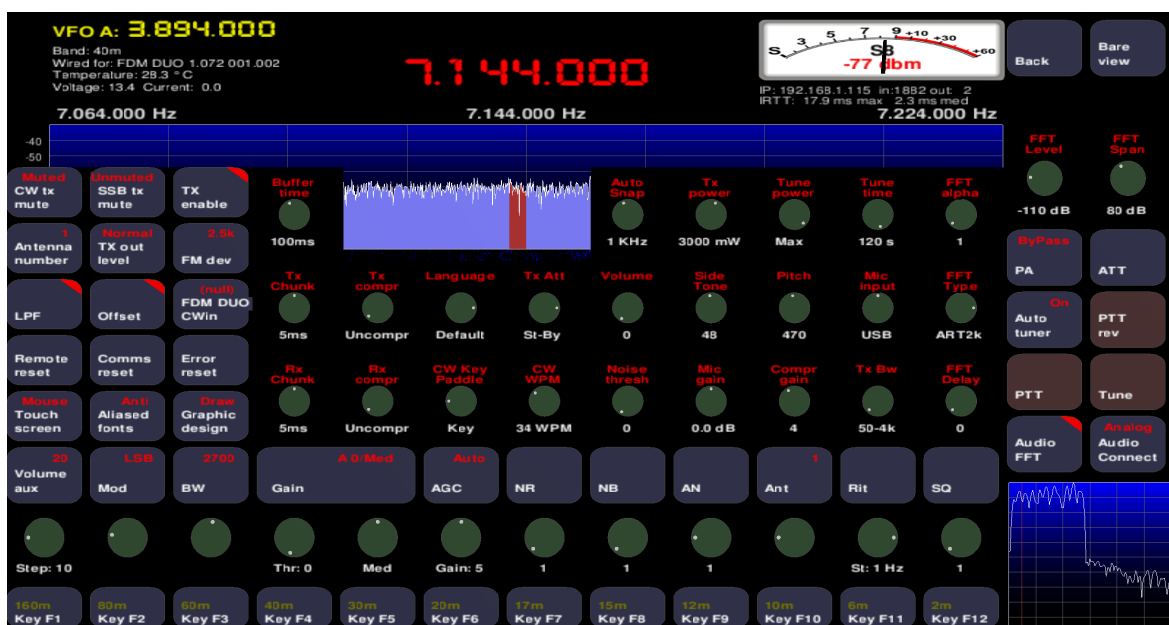 VFO A: 3.894.000
Band: 40m
Wired for: FDM DUO 1.072 001.002
Temperature: 28.3 ° C
Voltage: 13.4 Current: 0.0
7.144.000
S 3 5 7 9 +10 +30 +60
S8
-77 dbm
IP: 192.168.1.115 in:1882 out: 2
IRTT: 17.9 ms max 2.3 ms med
Back
Bare
view
7.064.000 Hz
7.144.000 Hz
7.224.000 Hz
-40
-50
FFT
Level
-110 dB
FFT
Span
80 dB
Muted
CW tx
mute
Unmuted
SSB tx
mute
TX
enable
Buffer
time
100ms
Auto
Snap
1 KHz
Tx
power
3000 mW
Tune
power
Max
Tune
time
120 s
FFT
alpha
1
1
Antenna
number
Normal
TX out
level
2.5k
FM dev
ByPass
PA
ATT
LPF
Offset
(null)
FDM DUO
CWin
Tx
Chunk
5ms
Tx
compr
Uncompr
Language
Default
Tx Att
St-By
Volume
0
Side
Tone
48
Pitch
470
Mic
input
USB
FFT
Type
ART2k
On
Auto
tuner
PTT
rev
Remote
reset
Comms
reset
Error
reset
Rx
Chunk
5ms
Rx
compr
Uncompr
CW Key
Paddle
Key
CW
WPM
34 WPM
Noise
thresh
0
Mic
gain
0.0 dB
Compr
gain
4
Tx Bw
50-4k
FFT
Delay
0
PTT
Tune
Mouse
Touch
screen
Anti
Aliased
fonts
Draw
Graphic
design
Audio
FFT
Analog
Audio
Connect
20
Volume
aux
LSB
Mod
2700
BW
A 0/Med
Gain
Auto
AGC
NR
NB
AN
1
Ant
Rit
SQ
Step: 10
Thr: 0
Med
Gain: 5
1
1
1
St: 1 Hz
1
160m
Key F1
80m
Key F2
60m
Key F3
40m
Key F4
30m
Key F5
20m
Key F6
17m
Key F7
15m
Key F8
12m
Key F9
10m
Key F10
6m
Key F11
2m
Key F12